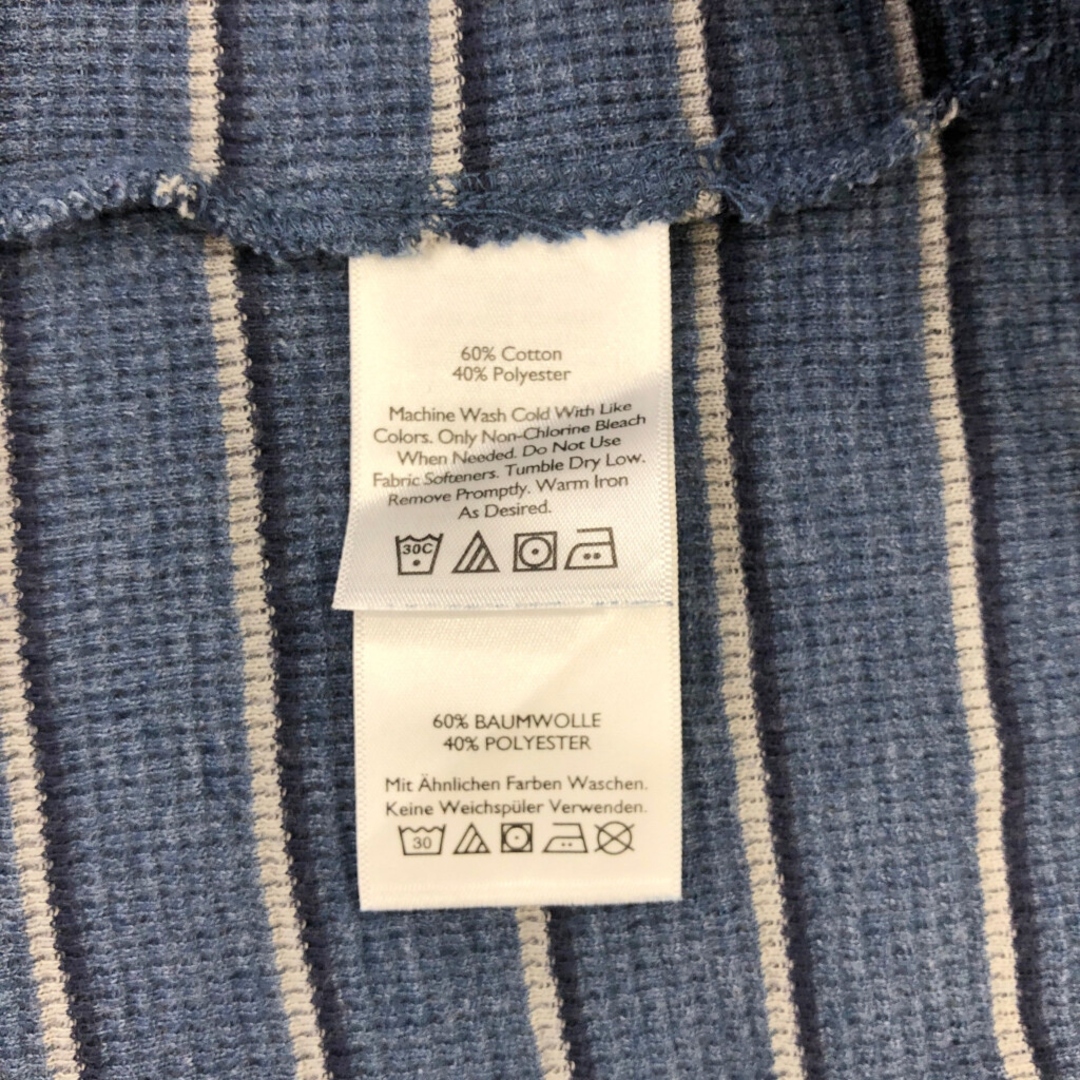 60% Cotton
40% Polyester
Machine Wash Cold With Like
Colors. Only Non-Chlorine Bleach
When Needed. Do Not Use
Fabric Softeners. Tumble Dry Low.
Remove Promptly. Warm Iron
As Desired.
30C
60% BAUMWOLLE
40% POLYESTER
Mit Ähnlichen Farben Waschen.
Keine Weichspüler Verwenden.
30